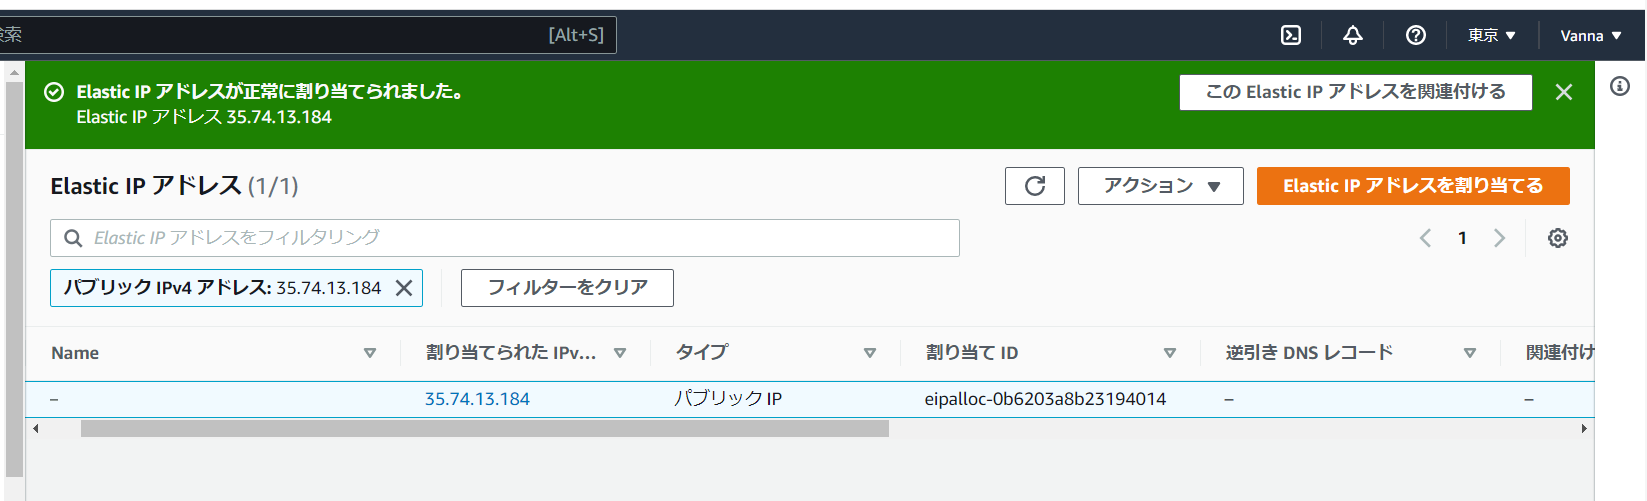 検索 [Alt+S] 東京 Vanna
Elastic IP アドレスが正常に割り当てられました。
Elastic IP アドレス 35.74.13.184
この Elastic IP アドレスを関連付ける
Elastic IP アドレス (1/1)
アクション
Elastic IP アドレスを割り当てる
Elastic IP アドレスをフィルタリング
1
パブリック IPv4 アドレス: 35.74.13.184
フィルターをクリア
Name 割り当てられた IPv... タイプ 割り当て ID 逆引き DNS レコード 関連付け
– 35.74.13.184 パブリック IP eipalloc-0b6203a8b23194014 – –